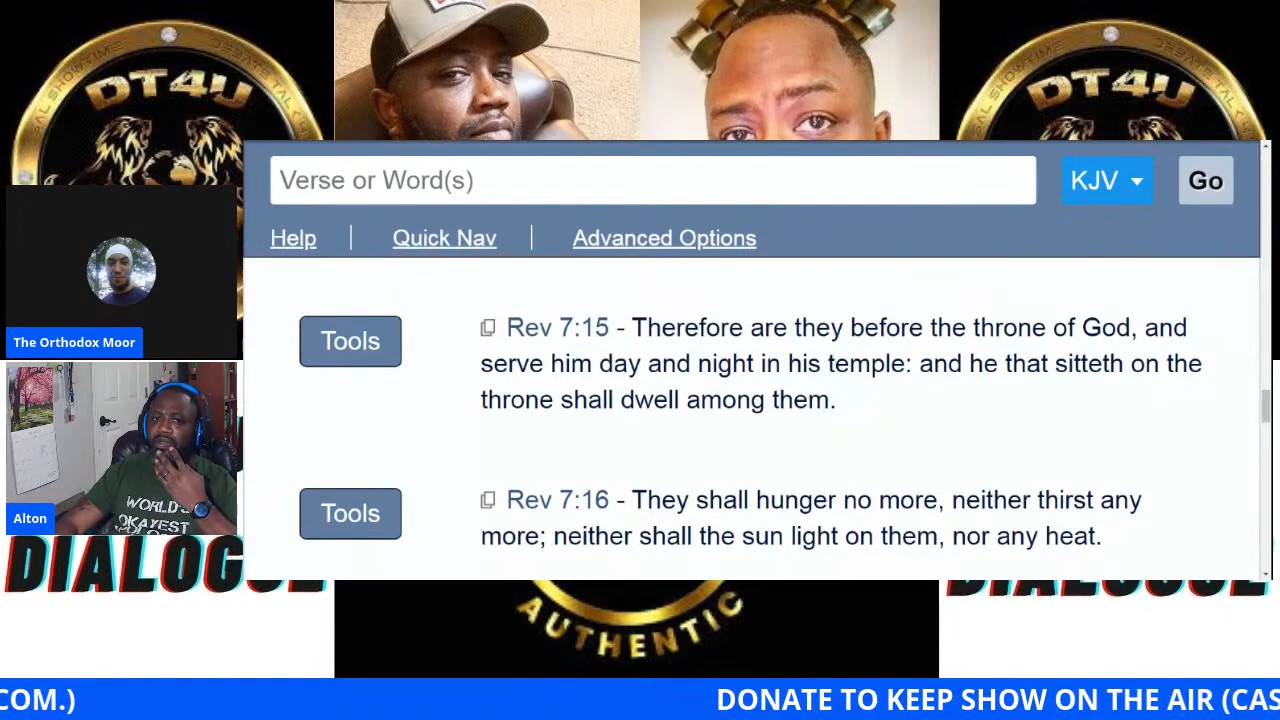 DT4U
DT4U
Verse or Word(s)
KJV
Go
Help
Quick Nav
Advanced Options
Tools
Rev 7:15 - Therefore are they before the throne of God, and
serve him day and night in his temple: and he that sitteth on the
throne shall dwell among them.
Tools
Rev 7:16 - They shall hunger no more, neither thirst any
more; neither shall the sun light on them, nor any heat.
The Orthodox Moor
WORLD'S
OKAYEST
Alton
DIALOGUE
AUTHENTIC
COM.)
DONATE TO KEEP SHOW ON THE AIR (CAS